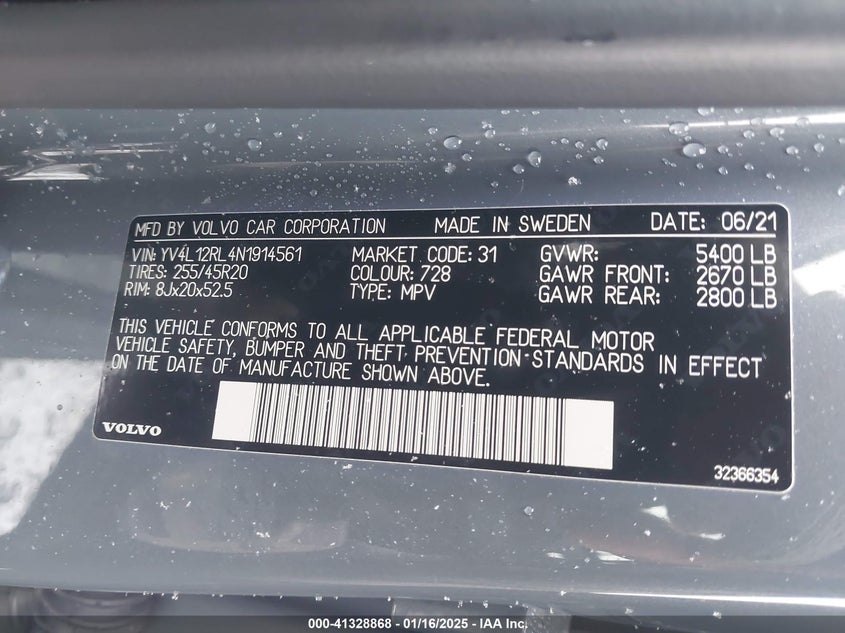 MFD BY VOLVO CAR CORPORATION MADE IN SWEDEN DATE: 06/21
VIN: YV4L12RL4N1914561 MARKET CODE: 31 GVWR: 5400 LB
TIRES: 255/45R20 COLOUR: 728 GAWR FRONT: 2670 LB
RIM: 8Jx20x52.5 TYPE: MPV GAWR REAR: 2800 LB
THIS VEHICLE CONFORMS TO ALL APPLICABLE FEDERAL MOTOR
VEHICLE SAFETY, BUMPER AND THEFT PREVENTION STANDARDS IN EFFECT
ON THE DATE OF MANUFACTURE SHOWN ABOVE.
VOLVO
32366354
000-41328868 - 01/16/2025 - IAA Inc.